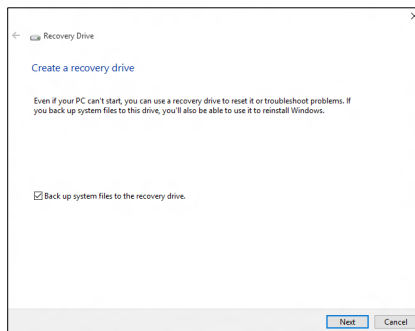 Recovery Drive
Create a recovery drive
Even if your PC can't start, you can use a recovery drive to reset it or troubleshoot problems. If
you back up system files to this drive, you'll also be able to use it to reinstall Windows.
Back up system files to the recovery drive.
Next Cancel